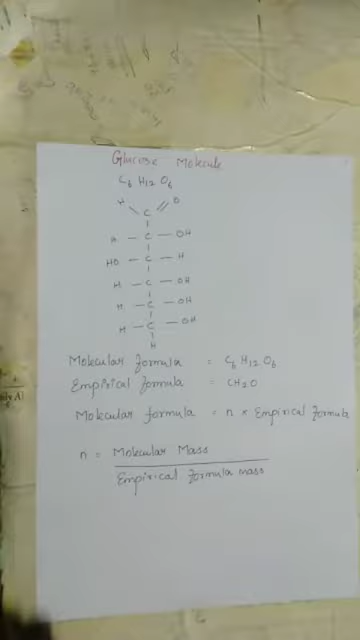 Glucose Molecule
C6 H12 O6
H O
C
H - C - OH
HO - C - H
H - C - OH
H - C - OH
H - C - OH
H
Molecular formula = C6 H12 O6
Empirical formula = CH2O
Molecular formula = n × Empirical formula
n = Molecular Mass
Empirical formula mass